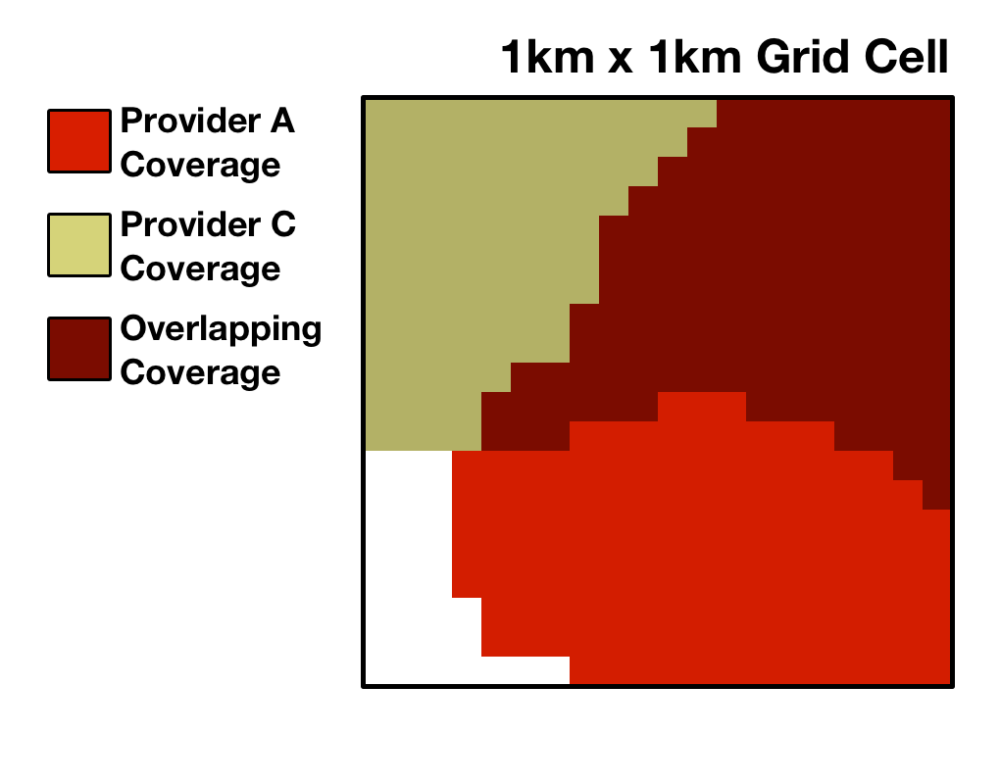 1km x 1km Grid Cell
Provider A
Coverage
Provider C
Coverage
Overlapping
Coverage